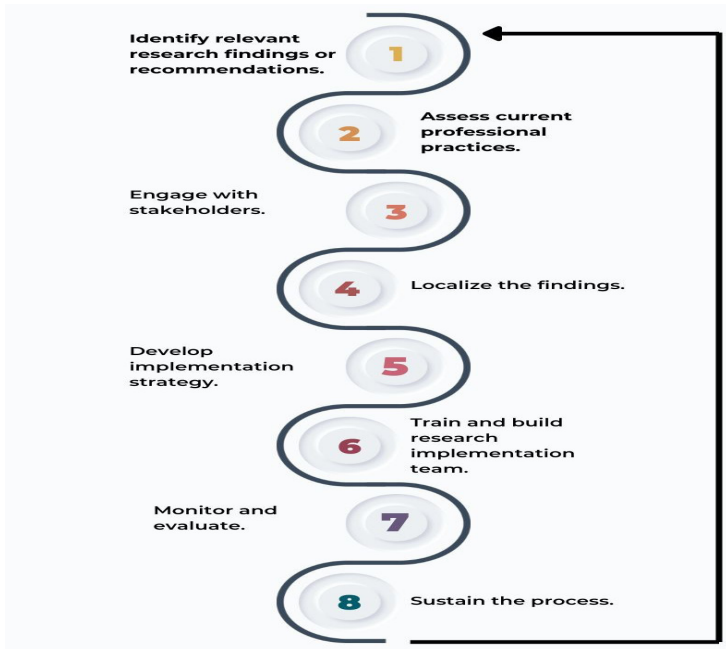 Identify relevant
research findings or
recommendations.
1
2
Assess current
professional
practices.
Engage with
stakeholders.
3
4
Localize the findings.
Develop
implementation
strategy.
5
6
Train and build
research
implementation
team.
Monitor and
evaluate.
7
8
Sustain the process.